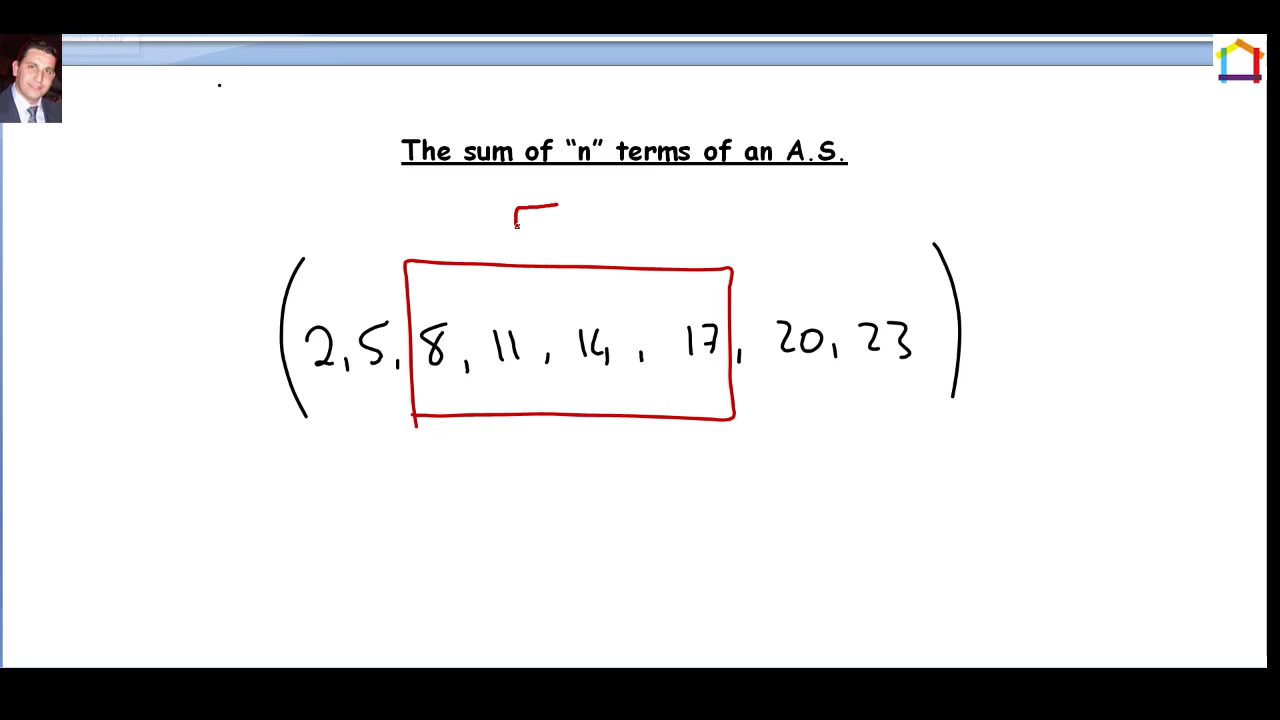 The sum of “n” terms of an A.S.
(2, 5, 8, 11, 14, 17, 20, 23)